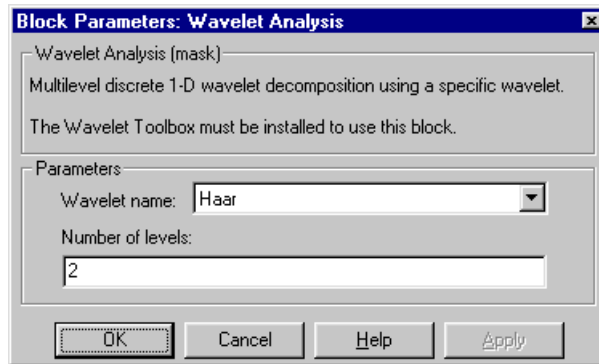 Block Parameters: Wavelet Analysis
Wavelet Analysis (mask)
Multilevel discrete 1-D wavelet decomposition using a specific wavelet.
The Wavelet Toolbox must be installed to use this block.
Parameters
Wavelet name: Haar
Number of levels:
2
OK Cancel Help Apply